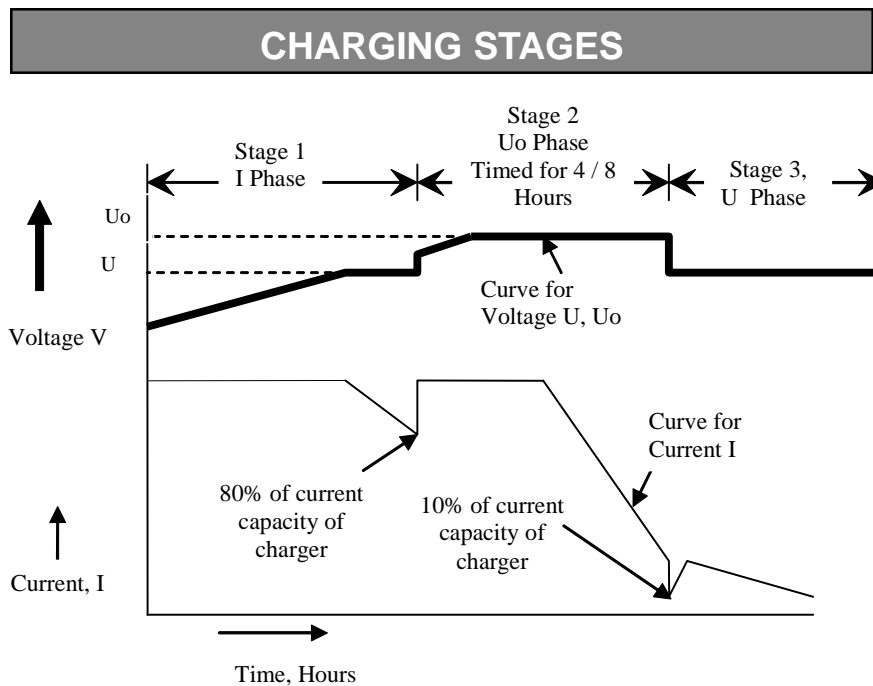 CHARGING STAGES
Stage 1
I Phase
Stage 2
Uo Phase
Timed for 4 / 8
Hours
Stage 3,
U Phase
Uo
U
Voltage V
Curve for
Voltage U, Uo
Curve for
Current I
80% of current
capacity of
charger
10% of current
capacity of
charger
Current, I
Time, Hours